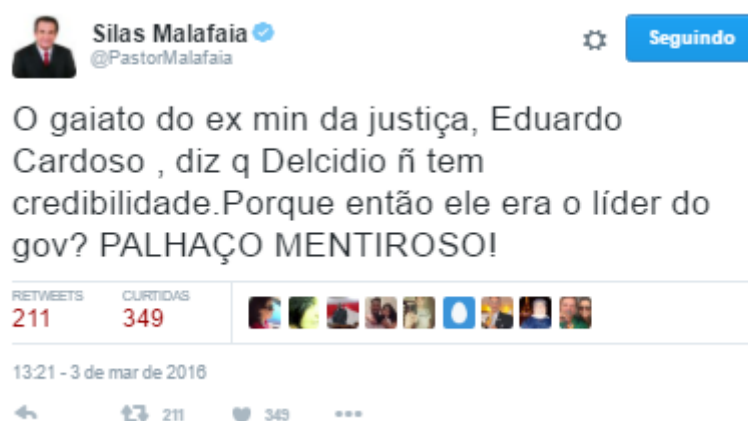 Silas Malafaia
@PastorMalafaia
Seguindo
O gaiato do ex min da justiça, Eduardo
Cardoso , diz q Delcidio ñ tem
credibilidade.Porque então ele era o líder do
gov? PALHAÇO MENTIROSO!
RETWEETS CURTIDAS
211 349
13:21 - 3 de mar de 2016
211 349